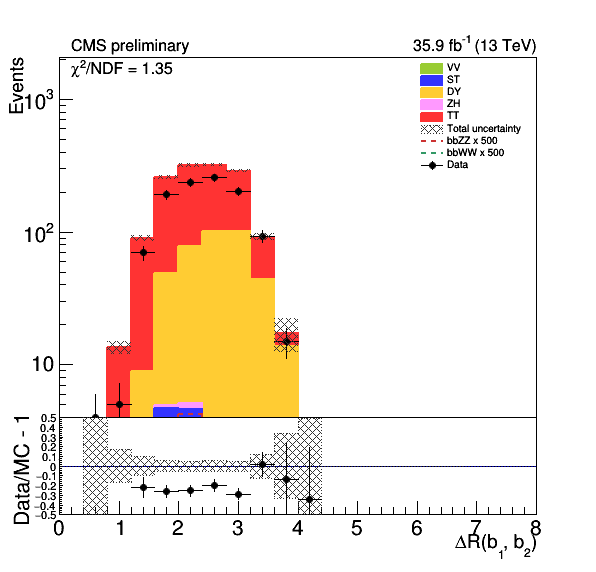 CMS preliminary
35.9 fb⁻¹ (13 TeV)
χ²/NDF = 1.35
Events
10³
10²
10
VV
ST
DY
ZH
TT
Total uncertainty
bbZZ x 500
bbWW x 500
Data
Data/MC - 1
0.5
0.4
0.3
0.2
0.1
0
−0.1
−0.2
−0.3
−0.4
−0.5
0 1 2 3 4 5 6 7 8
ΔR(b₁, b₂)